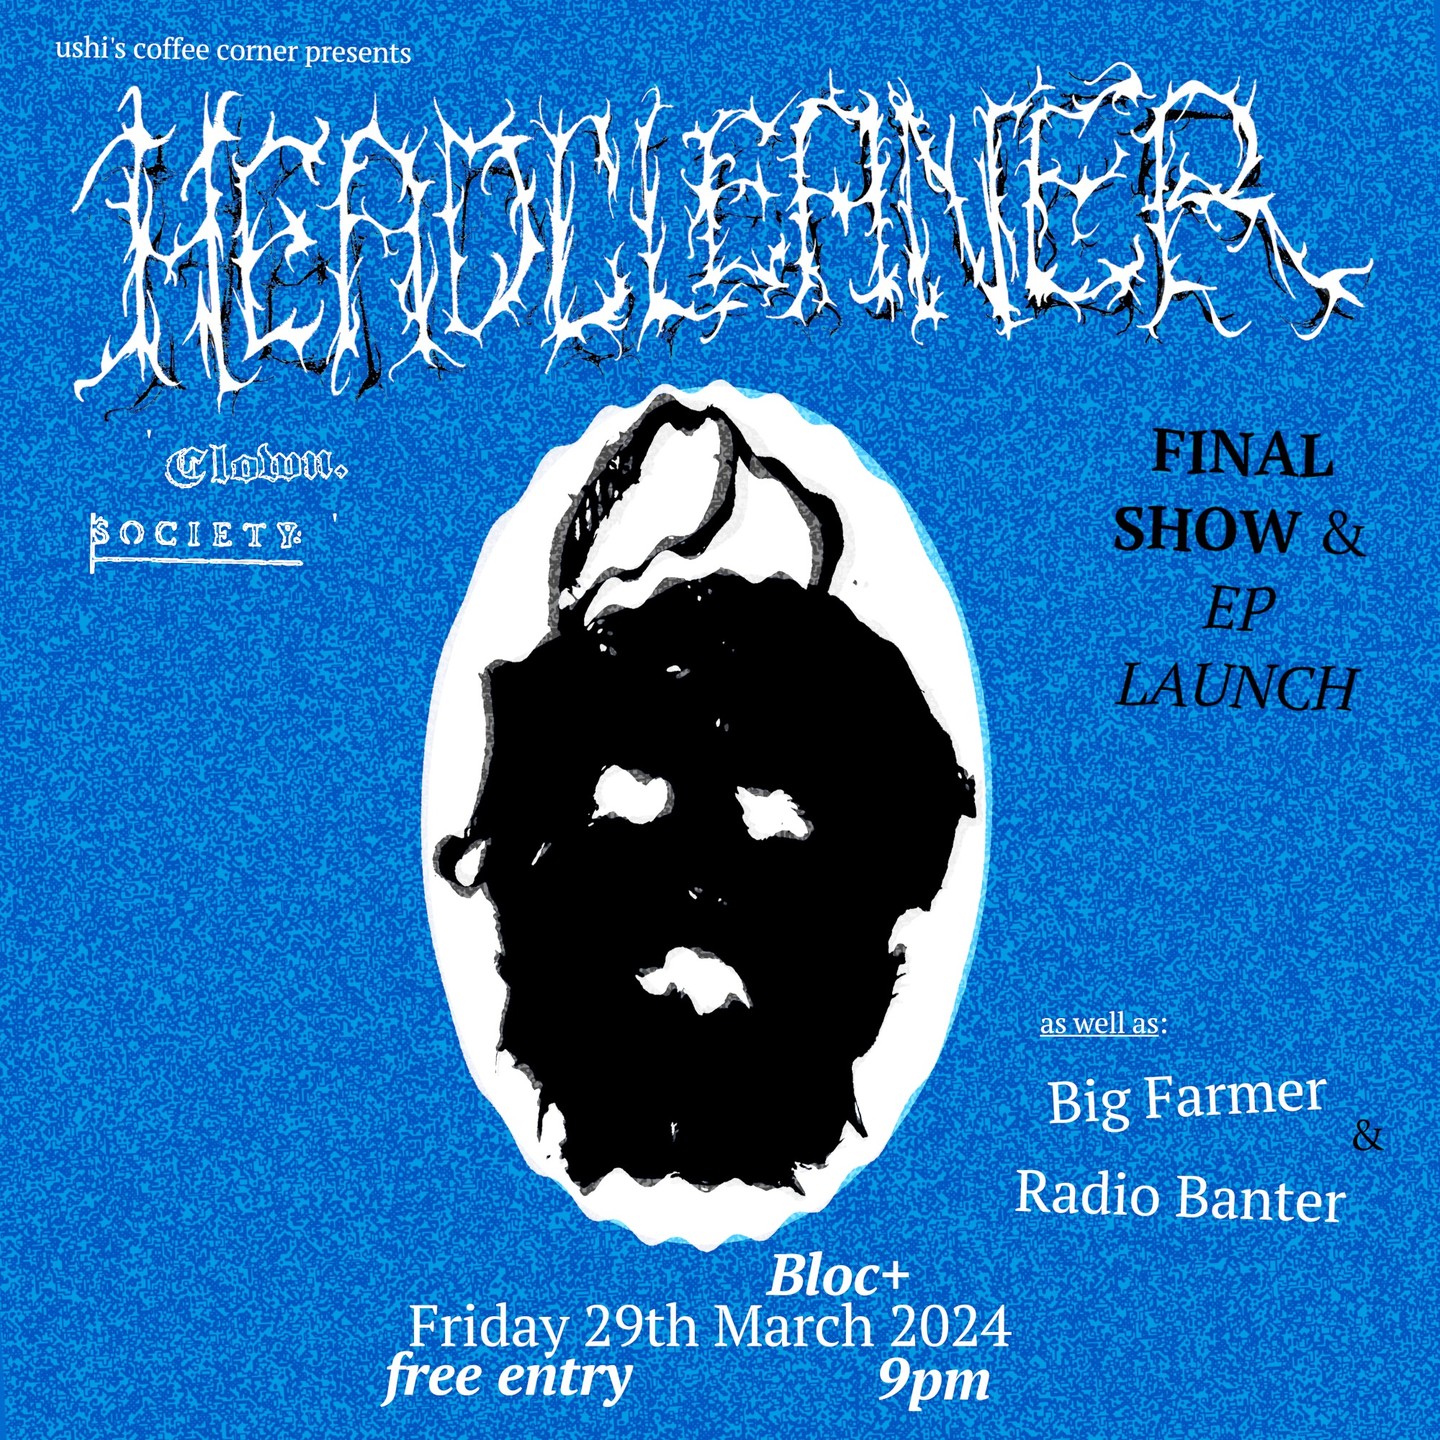 ushi's coffee corner presents
HEADCLEANER
' Clown.
SOCIETY: '
FINAL
SHOW &
EP
LAUNCH
as well as:
Big Farmer
&
Radio Banter
Bloc+
Friday 29th March 2024
free entry 9pm